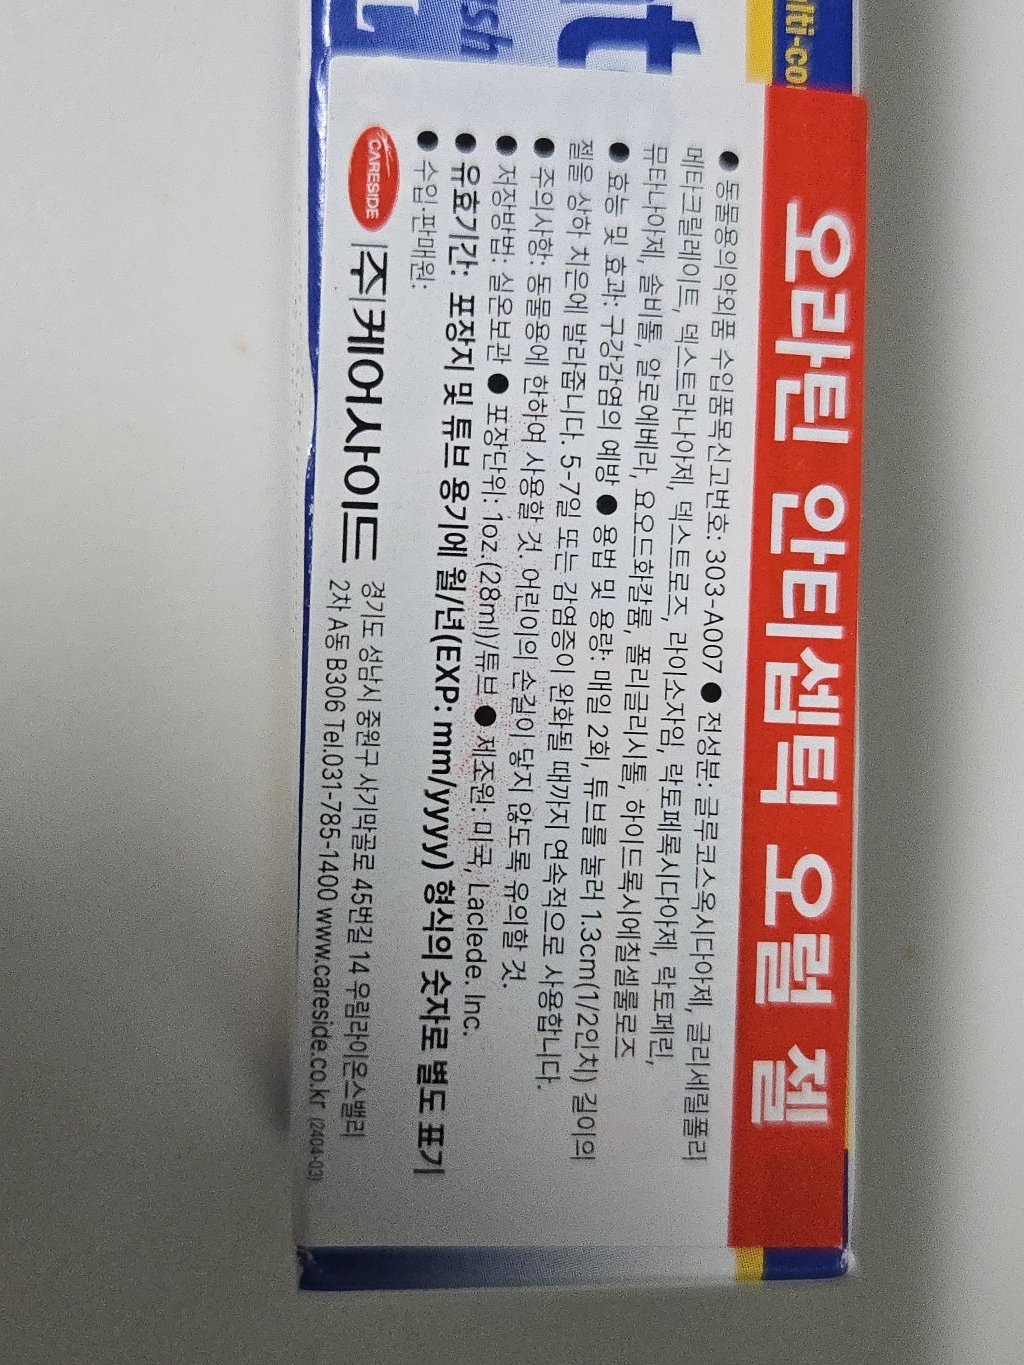 오라틴 안티셉틱 오럴 젤
● 동물용의약외품 수입품목신고번호: 303-A007 ● 전성분: 글루코스옥시다아제, 글리세릴폴리
메타크릴레이트, 덱스트라나아제, 덱스트로즈, 라이소자임, 락토페록시다아제, 락토페린,
뮤타나아제, 솔비톨, 알로에베라, 요오드화칼륨, 폴리글리시톨, 하이드록시에칠셀룰로즈
● 효능 및 효과: 구강감염의 예방 ● 용법 및 용량: 매일 2회, 튜브를 눌러 1.3cm(1/2인치) 길이의
젤을 상하 치은에 발라줍니다. 5-7일 또는 감염증이 완화될 때까지 연속적으로 사용합니다.
● 주의사항: 동물용에 한하여 사용할 것. 어린이의 손길이 닿지 않도록 유의할 것.
● 저장방법: 실온보관 ● 포장단위: 1oz.(28ml)/튜브 ● 제조원: 미국, Laclede. Inc.
● 유효기간: 포장지 및 튜브 용기에 월/년(EXP: mm/yyyy) 형식의 숫자로 별도 표기
● 수입.판매원:
CARESIDE ㈜케어사이드 경기도 성남시 중원구 사기막골로 45번길 14 우림라이온스밸리
2차 A동 B306 Tel.031-785-1400 www.careside.co.kr (2404-03)